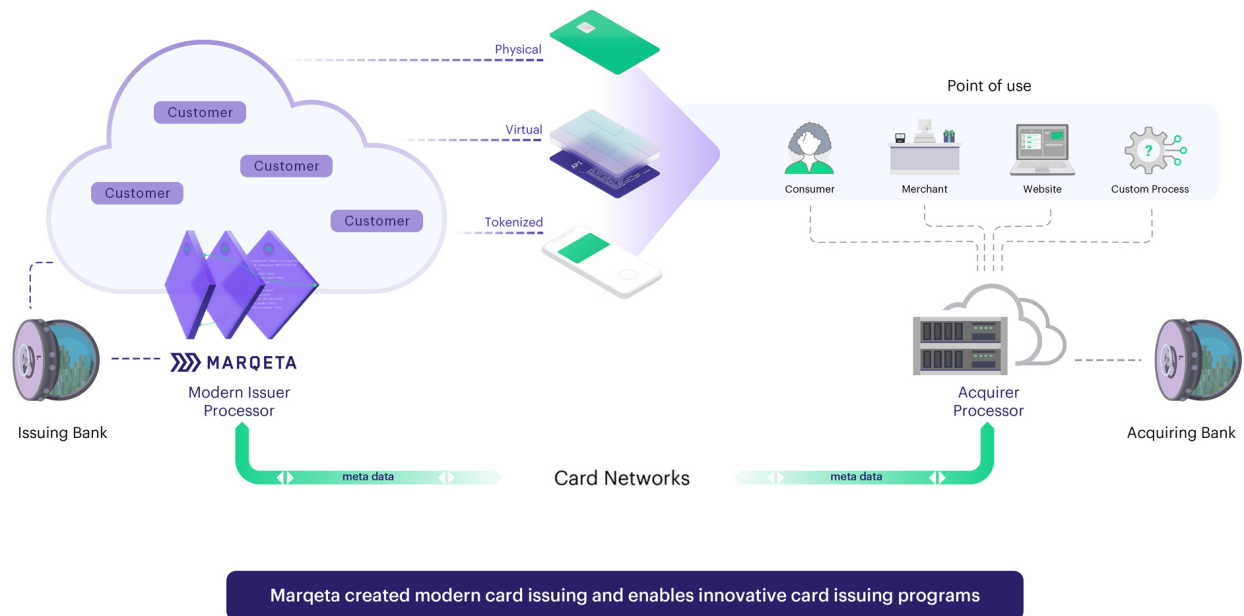 Physical
Point of use
Customer
Virtual
Customer
Customer
Consumer
Merchant
Website
Custom Process
Customer
Tokenized
MARQETA
Modern Issuer
Processor
Acquirer
Processor
Issuing Bank
Acquiring Bank
meta data
Card Networks
meta data
Marqeta created modern card issuing and enables innovative card issuing programs